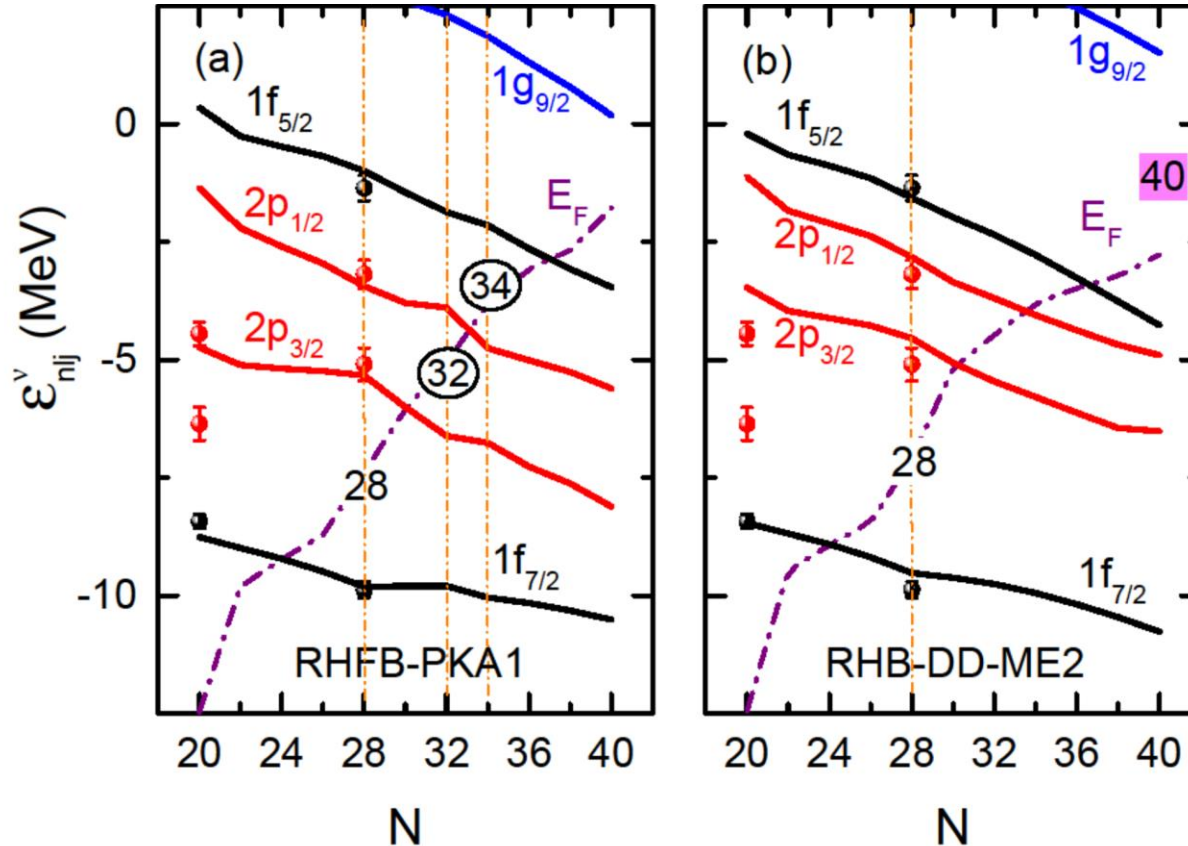 (a)
1g9/2
1f5/2
2p1/2
2p3/2
EF
34
32
28
1f7/2
RHFB-PKA1
0
-5
-10
ενnlj (MeV)
20 24 28 32 36 40
N
(b)
1g9/2
1f5/2
40
EF
2p1/2
2p3/2
28
1f7/2
RHB-DD-ME2
20 24 28 32 36 40
N